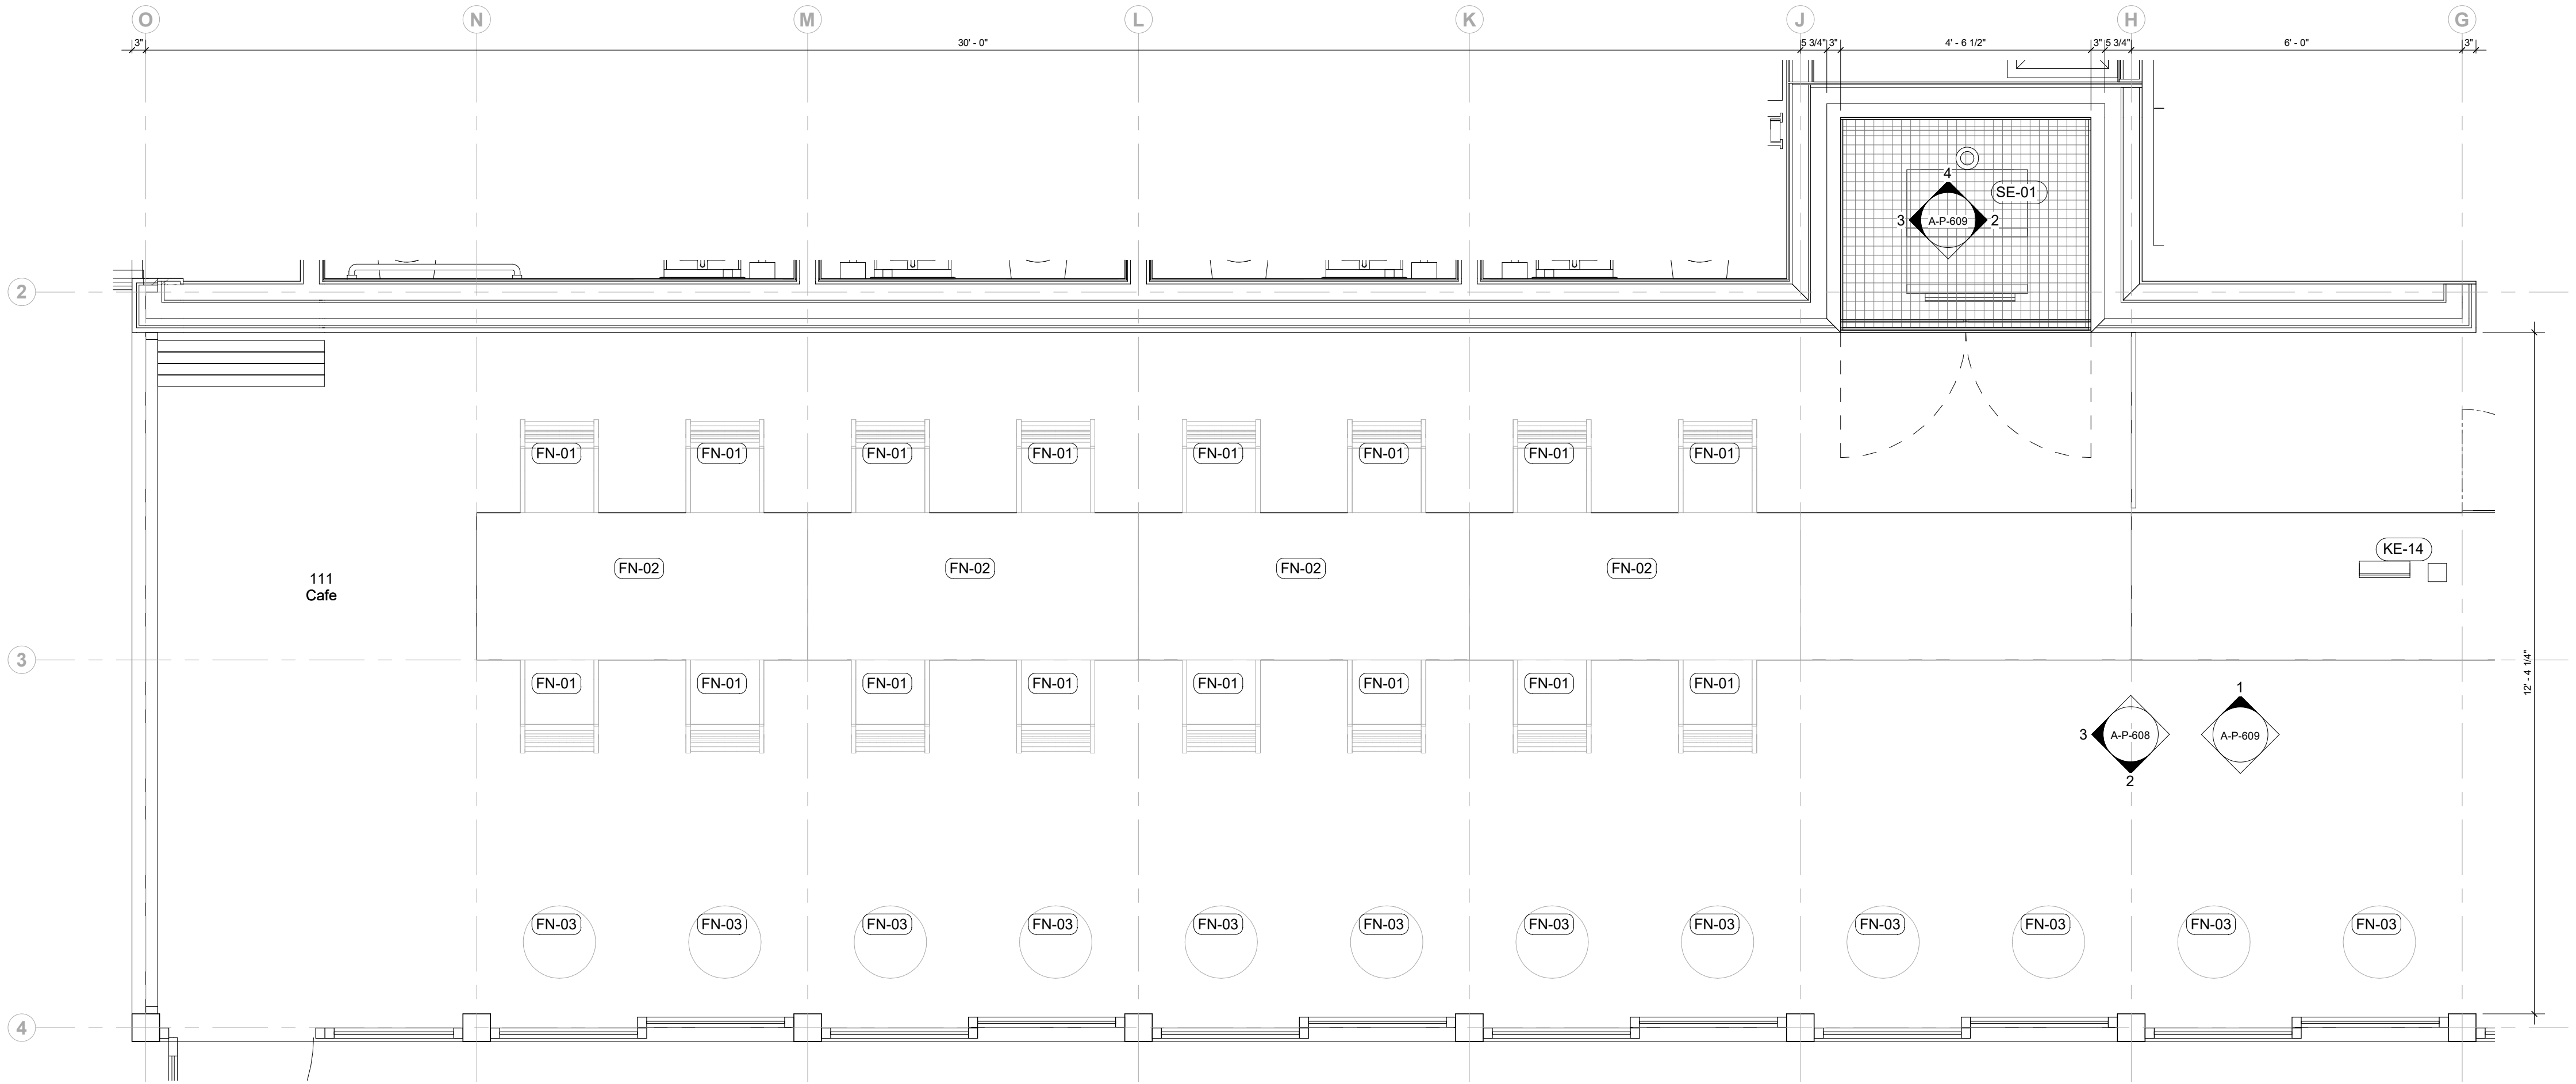 O N M L K J H G
3" 30' - 0" 5 3/4" 3" 4' - 6 1/2" 3" 5 3/4" 6' - 0" 3"
4
SE-01
3 A-P-609 2
2
FN-01 FN-01 FN-01 FN-01 FN-01 FN-01 FN-01 FN-01
KE-14
FN-02 FN-02 FN-02 FN-02
111
Cafe
3
12' - 4 1/4"
FN-01 FN-01 FN-01 FN-01 FN-01 FN-01 FN-01 FN-01
1
3 A-P-608 A-P-609
2
FN-03 FN-03 FN-03 FN-03 FN-03 FN-03 FN-03 FN-03 FN-03 FN-03 FN-03 FN-03
4